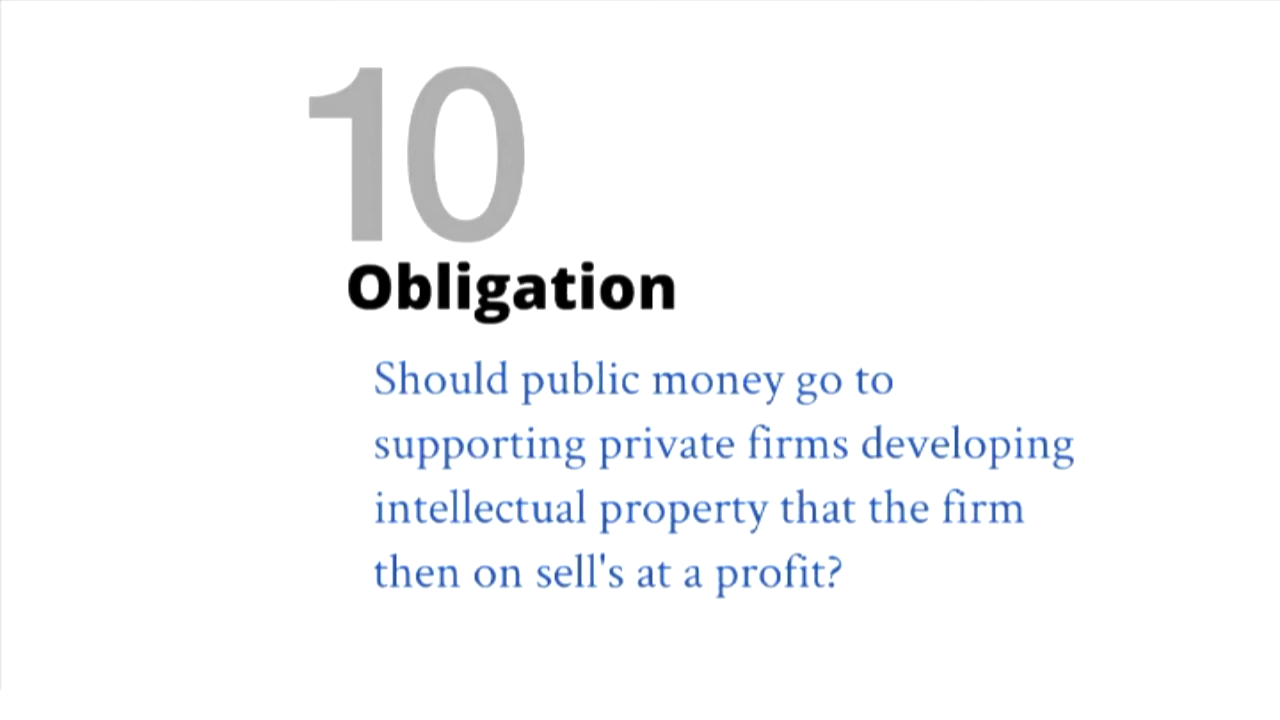 10
Obligation
Should public money go to
supporting private firms developing
intellectual property that the firm
then on sell's at a profit?